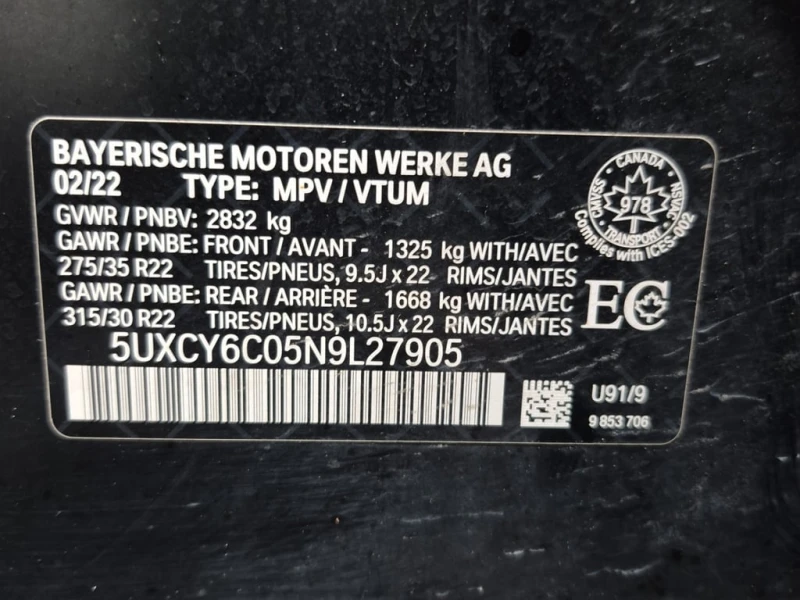 BAYERISCHE MOTOREN WERKE AG
02/22 TYPE: MPV / VTUM
GVWR / PNBV: 2832 kg
GAWR / PNBE: FRONT / AVANT - 1325 kg WITH/AVEC
275/35 R22 TIRES/PNEUS, 9.5J x 22 RIMS/JANTES
GAWR / PNBE: REAR / ARRIÈRE - 1668 kg WITH/AVEC
315/30 R22 TIRES/PNEUS, 10.5J x 22 RIMS/JANTES
5UXCY6C05N9L27905
CANADA
CMVSS
NSVAC
978
TRANSPORT
Complies with ICES-002
EC
U91/9
9 853 706